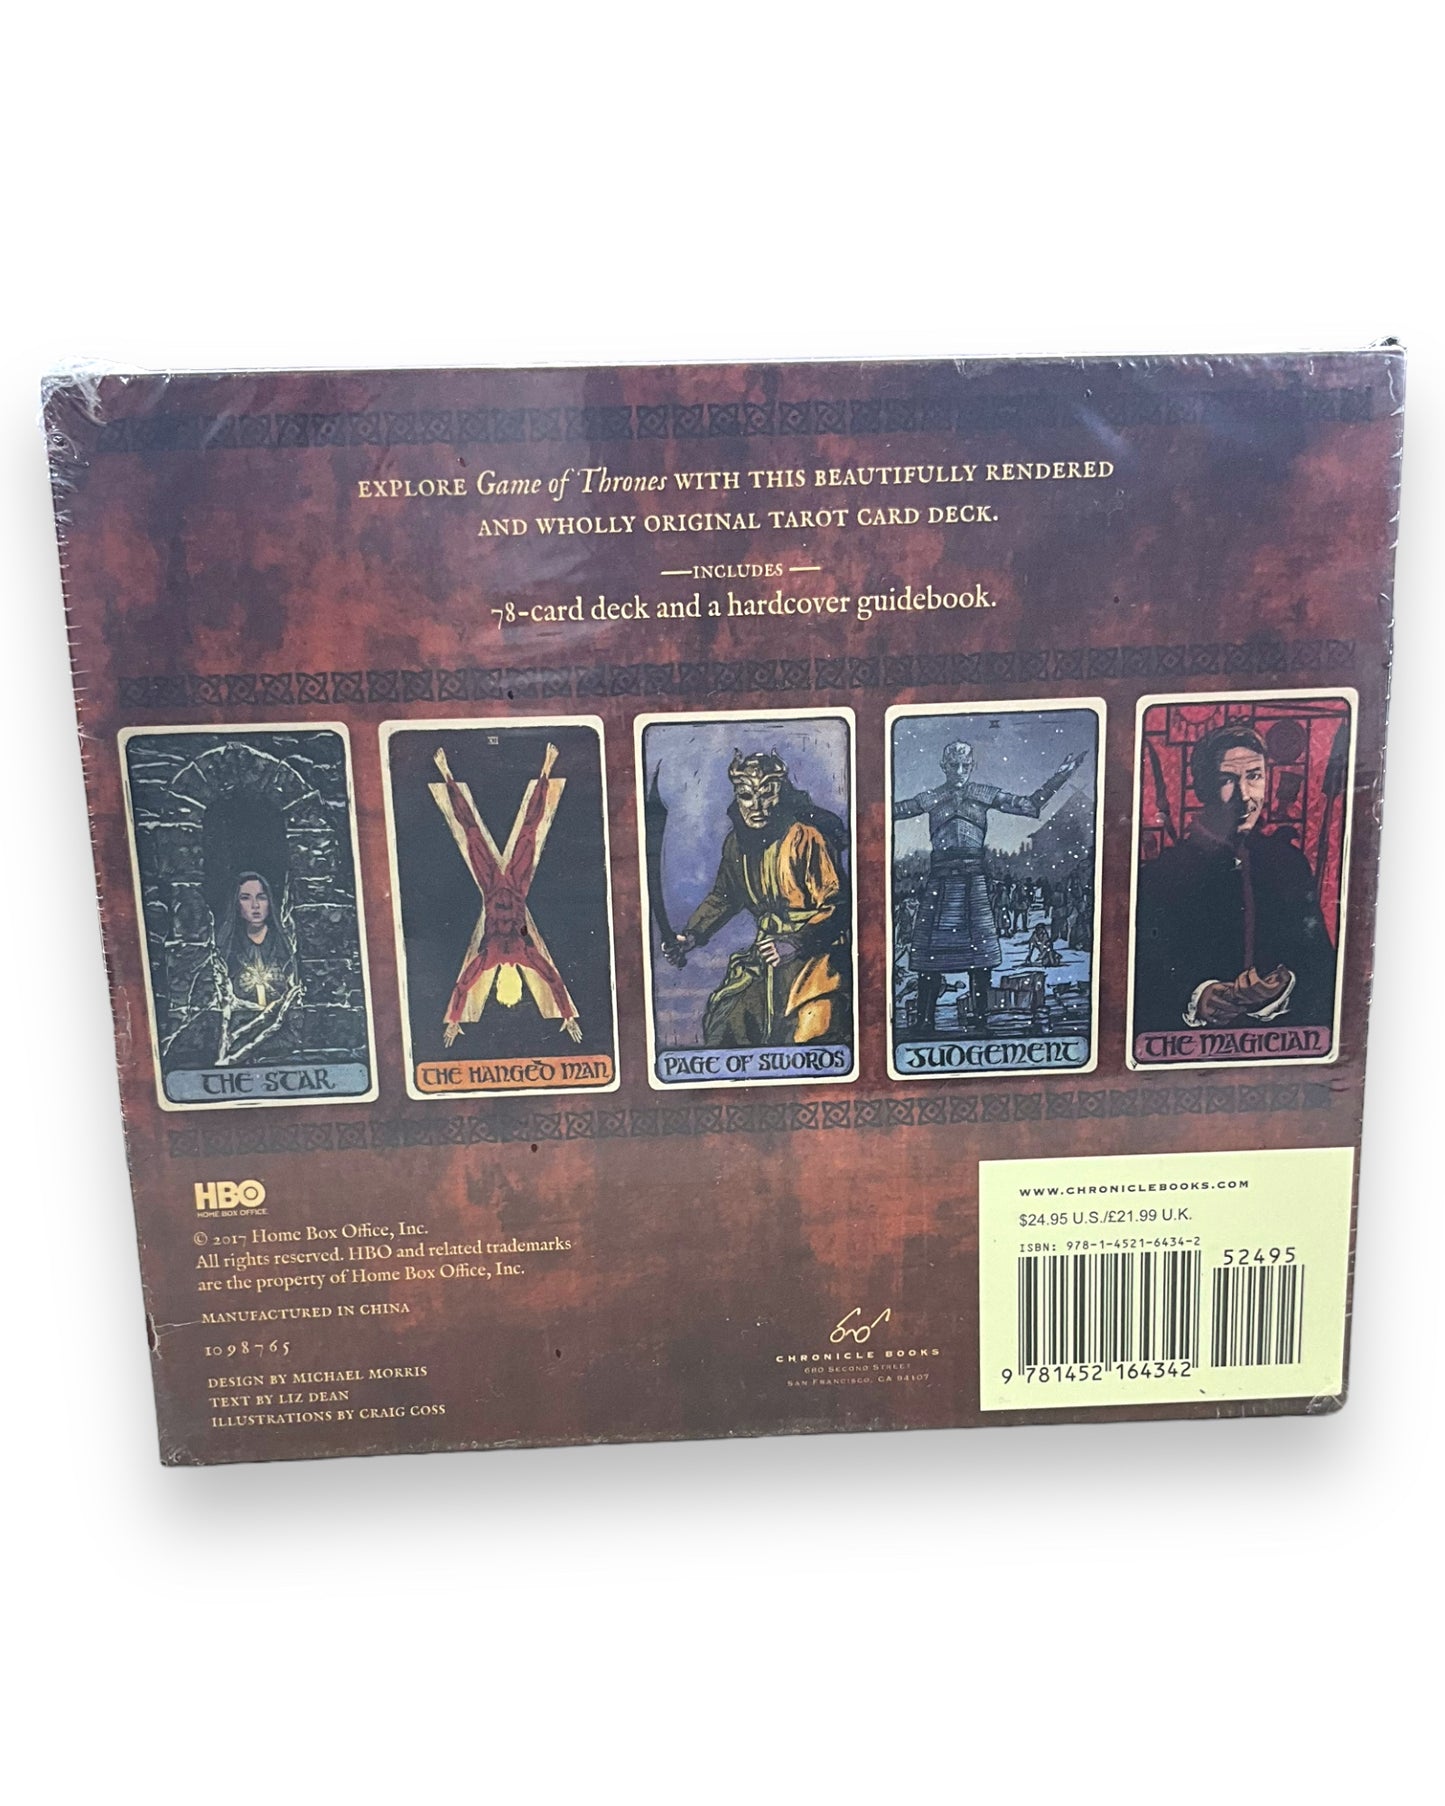 EXPLORE Game of Thrones WITH THIS BEAUTIFULLY RENDERED
AND WHOLLY ORIGINAL TAROT CARD DECK.
—INCLUDES—
78-card deck and a hardcover guidebook.
THE STAR
THE HANGED MAN
PAGE OF SWORDS
JUDGEMENT
THE MAGICIAN
HBO
HOME BOX OFFICE
© 2017 Home Box Office, Inc.
All rights reserved. HBO and related trademarks
are the property of Home Box Office, Inc.
MANUFACTURED IN CHINA
10 9 8 7 6 5
DESIGN BY MICHAEL MORRIS
TEXT BY LIZ DEAN
ILLUSTRATIONS BY CRAIG COSS
CHRONICLE BOOKS
680 SECOND STREET
SAN FRANCISCO, CA 94107
WWW.CHRONICLEBOOKS.COM
$24.95 U.S./£21.99 U.K.
ISBN: 978-1-4521-6434-2
52495
9 781452 164342